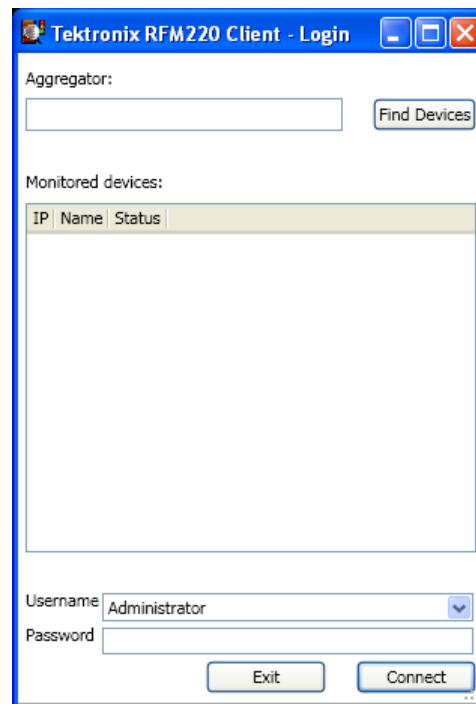 Tektronix RFM220 Client - Login
Aggregator:
Find Devices
Monitored devices:
IP Name Status
Username Administrator
Password
Exit Connect